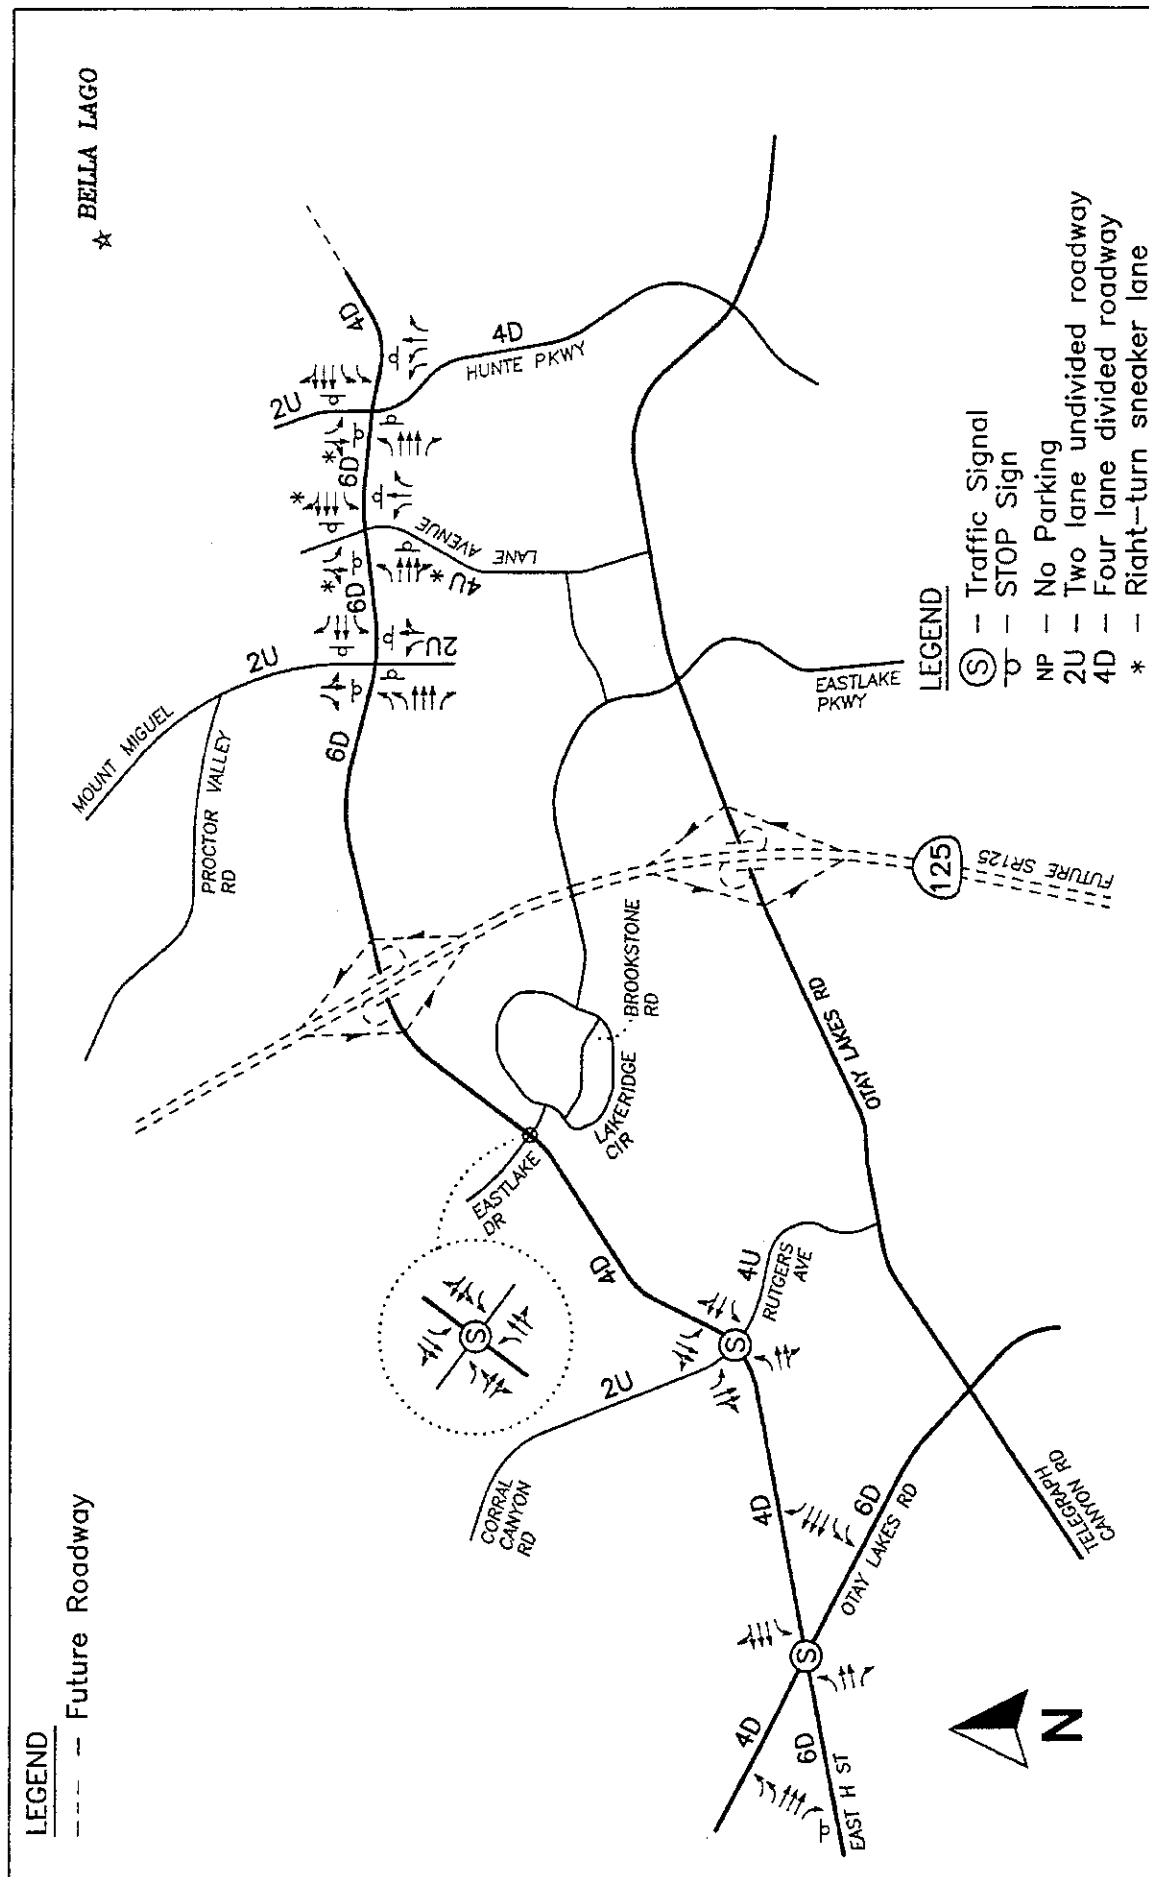 LEGEND
---- – Future Roadway
☆ BELLA LAGO
MOUNT MIGUEL
2U
PROCTOR VALLEY
RD
6D
6D
*
6D
*
*
2U
4D
2U
4U
*
LANE AVENUE
4D
HUNTE PKWY
EASTLAKE
PKWY
125
FUTURE SR125
BROOKSTONE
RD
LAKERIDGE
CIR
EASTLAKE
DR
S
4D
CORRAL
CANYON
RD
2U
S
4U
RUTGERS
AVE
OTAY LAKES RD
4D
6D
OTAY LAKES RD
S
4D
6D
EAST H ST
TELEGRAPH
CANYON RD
N
LEGEND
S – Traffic Signal
– STOP Sign
NP – No Parking
2U – Two lane undivided roadway
4D – Four lane divided roadway
* – Right–turn sneaker lane